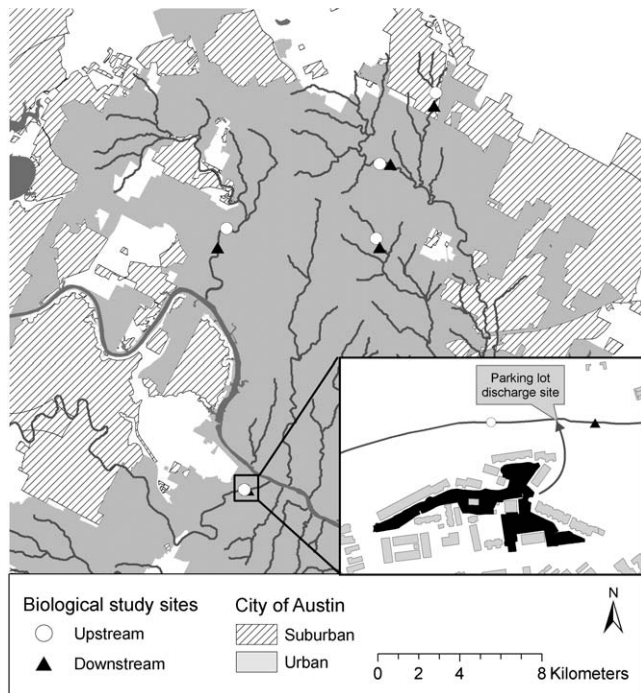 Parking lot
discharge site
Biological study sites
Upstream
Downstream
City of Austin
Suburban
Urban
N
0 2 4 8 Kilometers